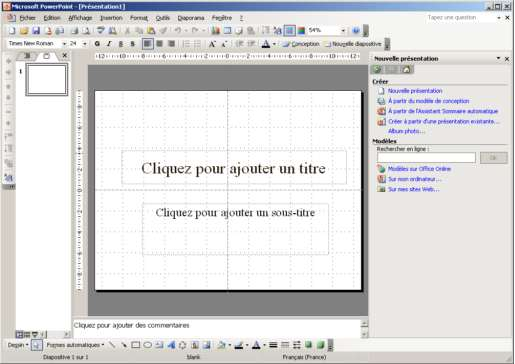 Microsoft PowerPoint - [Présentation1]
Fichier Edition Affichage Insertion Format Outils Diaporama Fenêtre ?
Tapez une question
54%
Times New Roman 24 G I S S Conception Nouvelle diapositive
Nouvelle présentation
1
Créer
Nouvelle présentation
À partir du modèle de conception
À partir de l'Assistant Sommaire automatique
Créer à partir d'une présentation existante...
Album photo...
Modèles
Rechercher en ligne :
OK
Modèles sur Office Online
Sur mon ordinateur...
Sur mes sites Web...
Cliquez pour ajouter un titre
Cliquez pour ajouter un sous-titre
Cliquez pour ajouter des commentaires
Dessin Formes automatiques
Diapositive 1 sur 1 blank Français (France)